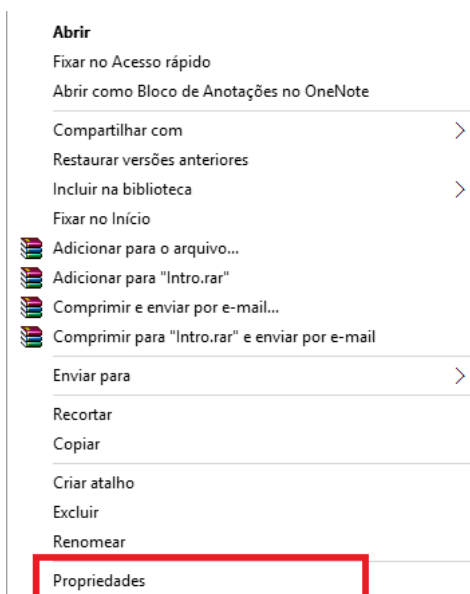 Abrir
Fixar no Acesso rápido
Abrir como Bloco de Anotações no OneNote
Compartilhar com
Restaurar versões anteriores
Incluir na biblioteca
Fixar no Início
Adicionar para o arquivo...
Adicionar para "Intro.rar"
Comprimir e enviar por e-mail...
Comprimir para "Intro.rar" e enviar por e-mail
Enviar para
Recortar
Copiar
Criar atalho
Excluir
Renomear
Propriedades